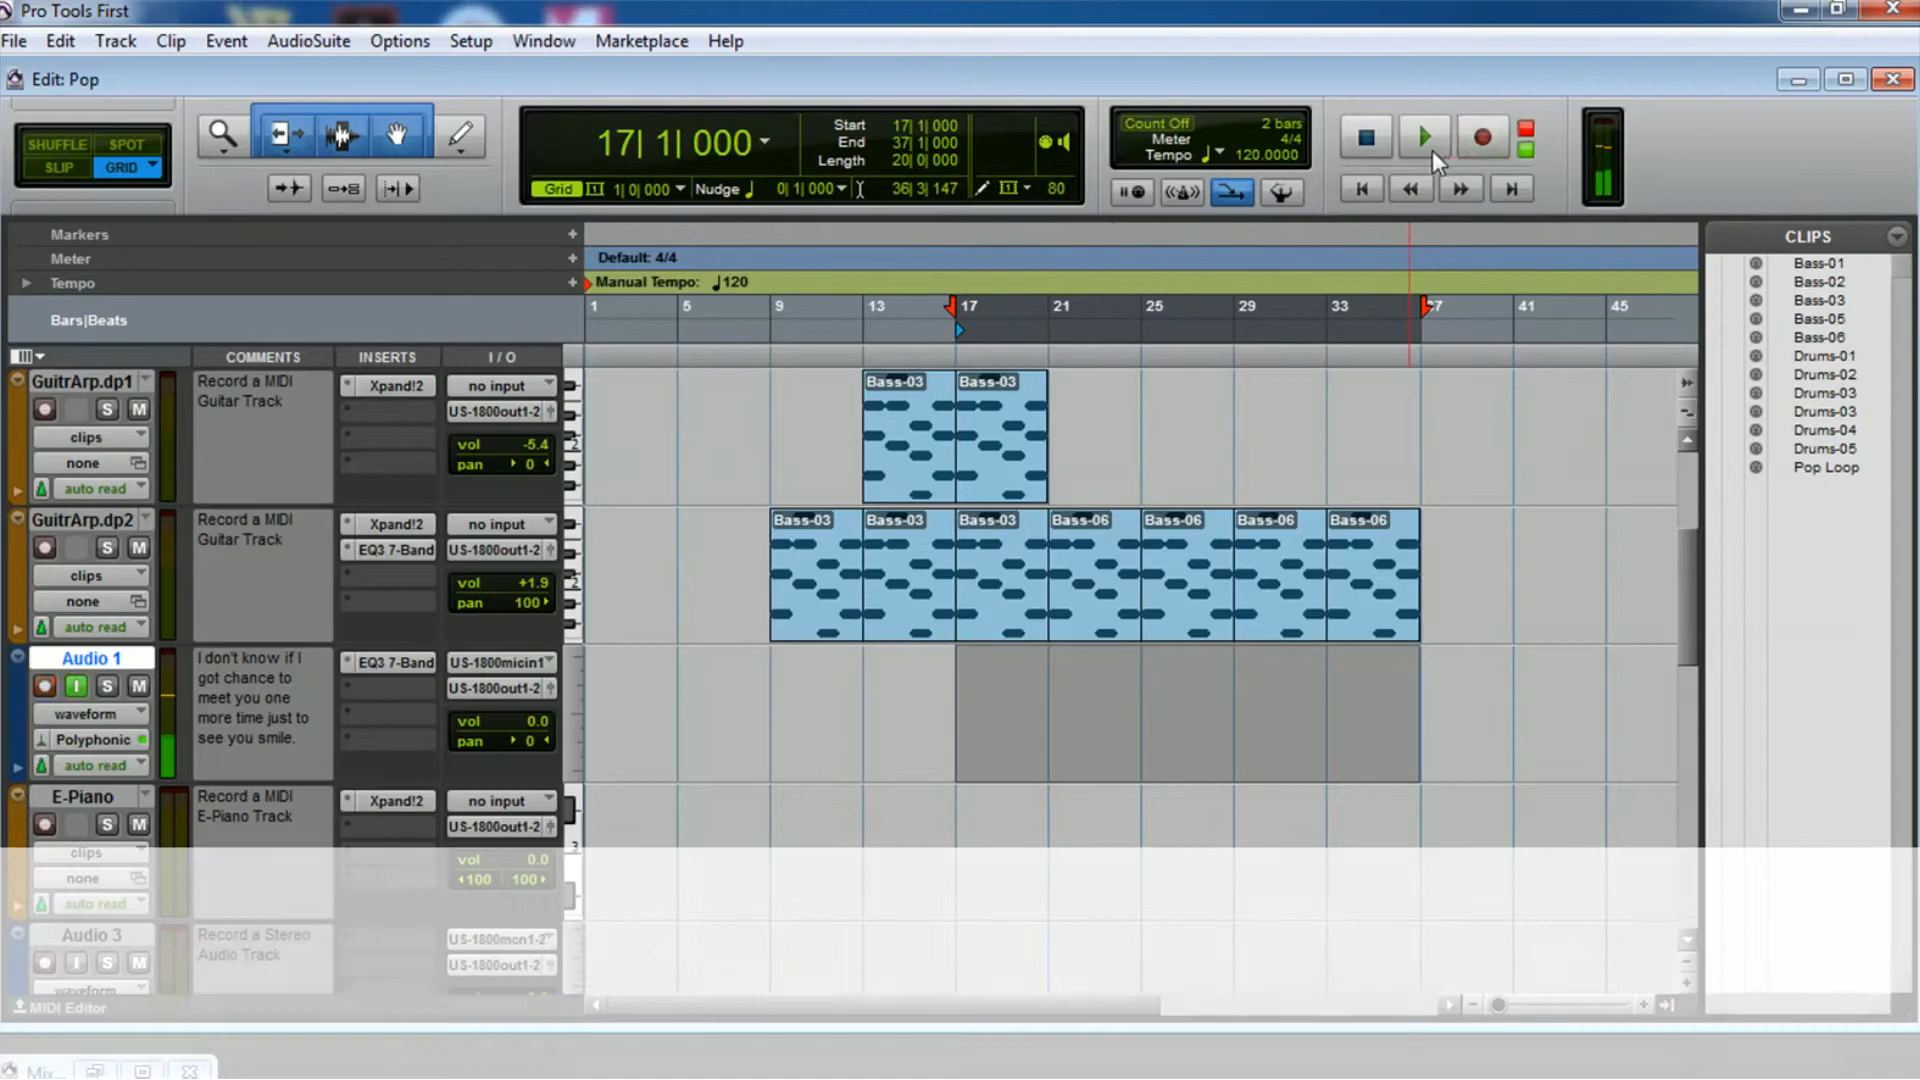 Pro Tools First
File Edit Track Clip Event AudioSuite Options Setup Window Marketplace Help
Edit: Pop
SHUFFLE SPOT
SLIP GRID
17| 1| 000
Start 17| 1| 000
End 37| 1| 000
Length 20| 0| 000
Grid 1| 0| 000 Nudge 0| 1| 000 36| 3| 147 80
Count Off 2 bars
Meter 4/4
Tempo 120.0000
Markers
Meter
Default: 4/4
Tempo
Manual Tempo: 120
Bars|Beats
1 5 9 13 17 21 25 29 33 37 41 45
COMMENTS INSERTS I / O
GuitrArp.dp1
S M
clips
none
auto read
Record a MIDI
Guitar Track
Xpand!2
no input
US-1800out1-2
vol -5.4
pan 0
2
Bass-03 Bass-03
GuitrArp.dp2
S M
clips
none
auto read
Record a MIDI
Guitar Track
Xpand!2
EQ3 7-Band
no input
US-1800out1-2
vol +1.9
pan 100
2
Bass-03 Bass-03 Bass-03 Bass-06 Bass-06 Bass-06 Bass-06
Audio 1
I S M
waveform
Polyphonic
auto read
I don't know if I
got chance to
meet you one
more time just to
see you smile.
EQ3 7-Band
US-1800micin1
US-1800out1-2
vol 0.0
pan 0
E-Piano
S M
clips
none
auto read
Record a MIDI
E-Piano Track
Xpand!2
no input
US-1800out1-2
vol 0.0
100 100
3
Audio 3
I S M
waveform
Record a Stereo
Audio Track
US-1800mcn1-2
US-1800out1-2
MIDI Editor
CLIPS
Bass-01
Bass-02
Bass-03
Bass-05
Bass-06
Drums-01
Drums-02
Drums-03
Drums-03
Drums-04
Drums-05
Pop Loop
Mix...